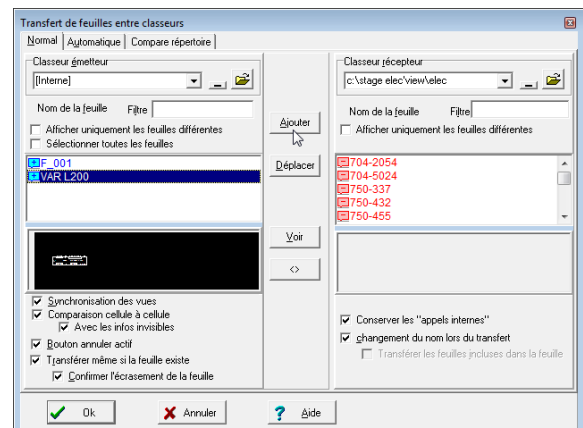 Transfert de feuilles entre classeurs
Normal Automatique Compare répertoire
Classeur émetteur
[Interne]
Nom de la feuille Filtre
Afficher uniquement les feuilles différentes
Sélectionner toutes les feuilles
F_001
VAR L200
Synchronisation des vues
Comparaison cellule à cellule
Avec les infos invisibles
Bouton annuler actif
Transférer même si la feuille existe
Confirmer l'écrasement de la feuille
Ajouter
Déplacer
Voir
<>
Classeur récepteur
c:\stage elec'view\elec
Nom de la feuille Filtre
Afficher uniquement les feuilles différentes
704-2054
704-5024
750-337
750-432
750-455
Conserver les "appels internes"
changement du nom lors du transfert
Transférer les feuilles incluses dans la feuille
Ok Annuler Aide